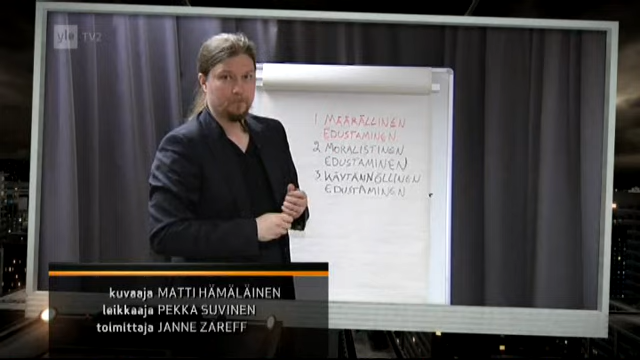 yle TV2
1 MÄÄRÄLLINEN
EDUSTAMINEN
2 MORALISTINEN
EDUSTAMINEN
3 KÄYTÄNNÖLLINEN
EDUSTAMINEN
kuvaaja MATTI HÄMÄLÄINEN
leikkaaja PEKKA SUVINEN
toimittaja JANNE ZAREFF